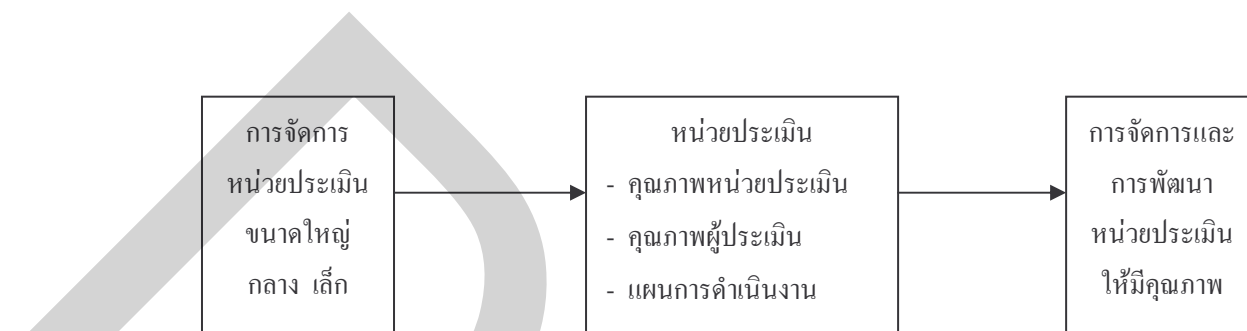 การจัดการ
หน่วยประเมิน
ขนาดใหญ่
กลาง เล็ก
หน่วยประเมิน
- คุณภาพหน่วยประเมิน
- คุณภาพผู้ประเมิน
- แผนการดำเนินงาน
การจัดการและ
การพัฒนา
หน่วยประเมิน
ให้มีคุณภาพ